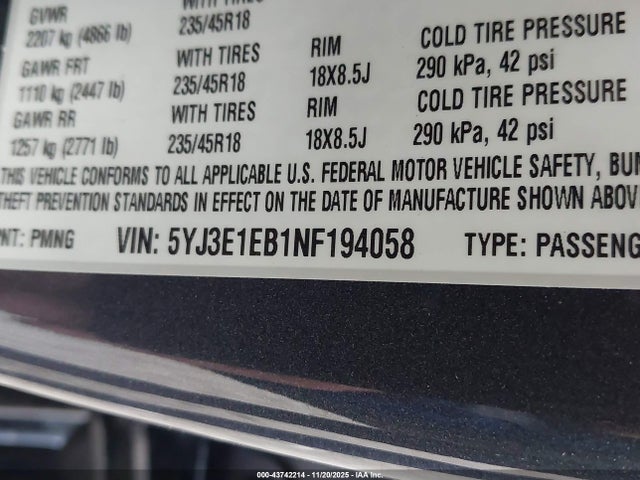 GVWR WITH TIRES
2207 kg (4866 lb) 235/45R18 COLD TIRE PRESSURE
GAWR FRT WITH TIRES RIM 290 kPa, 42 psi
1110 kg (2447 lb) 235/45R18 18X8.5J COLD TIRE PRESSURE
GAWR RR WITH TIRES RIM
1257 kg (2771 lb) 235/45R18 18X8.5J 290 kPa, 42 psi
THIS VEHICLE CONFORMS TO ALL APPLICABLE U.S. FEDERAL MOTOR VEHICLE SAFETY, BUM
THEFT PREVENTION STANDARDS IN EFFECT ON THE DATE OF MANUFACTURE SHOWN ABOV
PNT: PMNG VIN: 5YJ3E1EB1NF194058 TYPE: PASSENG
000-43742214 - 11/20/2025 - IAA Inc.